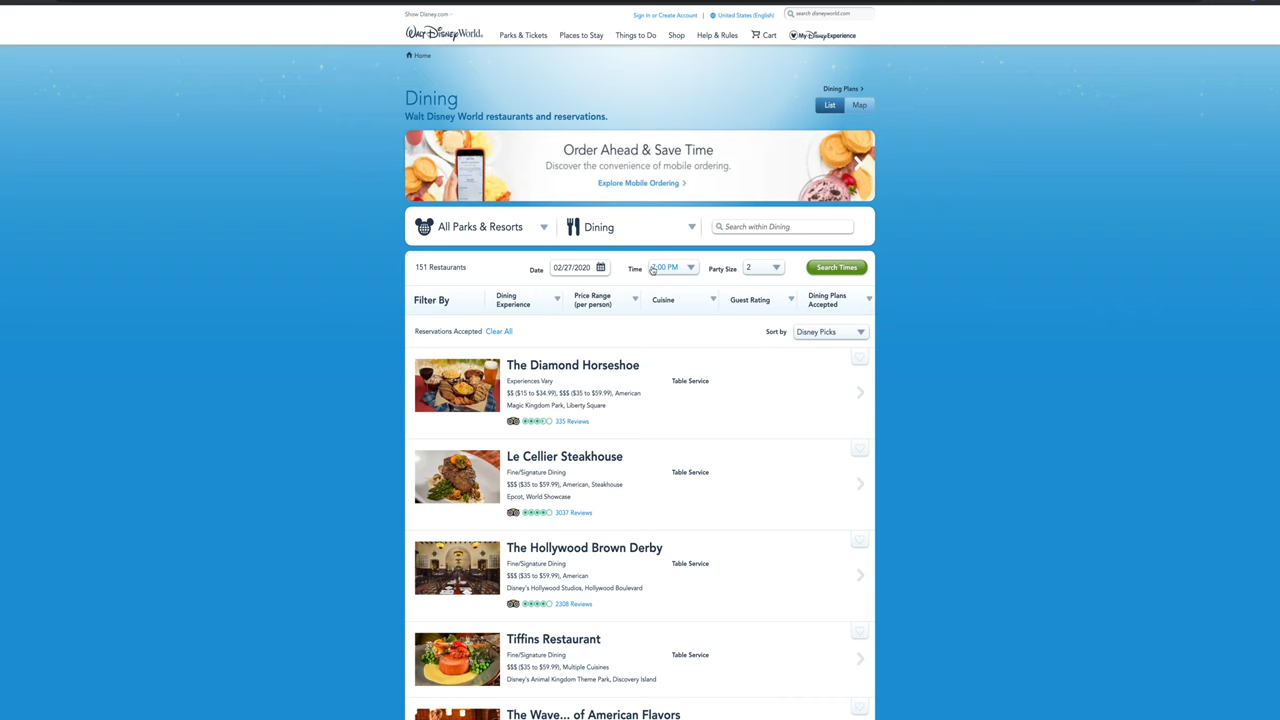 Show Disney.com
Sign In or Create Account | United States (English) search disneyworld.com
Walt Disney World. Parks & Tickets Places to Stay Things to Do Shop Help & Rules Cart My Disney Experience
Home
Dining Plans >
Dining
List Map
Walt Disney World restaurants and reservations.
Order Ahead & Save Time
Discover the convenience of mobile ordering.
Explore Mobile Ordering >
All Parks & Resorts Dining Search within Dining
151 Restaurants Date 02/27/2020 Time 7:00 PM Party Size 2 Search Times
Filter By Dining Experience Price Range (per person) Cuisine Guest Rating Dining Plans Accepted
Reservations Accepted Clear All Sort by Disney Picks
The Diamond Horseshoe
Experiences Vary Table Service
$$ ($15 to $34.99), $$$ ($35 to $59.99), American
Magic Kingdom Park, Liberty Square
335 Reviews
Le Cellier Steakhouse
Fine/Signature Dining Table Service
$$$ ($35 to $59.99), American, Steakhouse
Epcot, World Showcase
3037 Reviews
The Hollywood Brown Derby
Fine/Signature Dining Table Service
$$$ ($35 to $59.99), American
Disney's Hollywood Studios, Hollywood Boulevard
2308 Reviews
Tiffins Restaurant
Fine/Signature Dining Table Service
$$$ ($35 to $59.99), Multiple Cuisines
Disney's Animal Kingdom Theme Park, Discovery Island
The Wave... of American Flavors